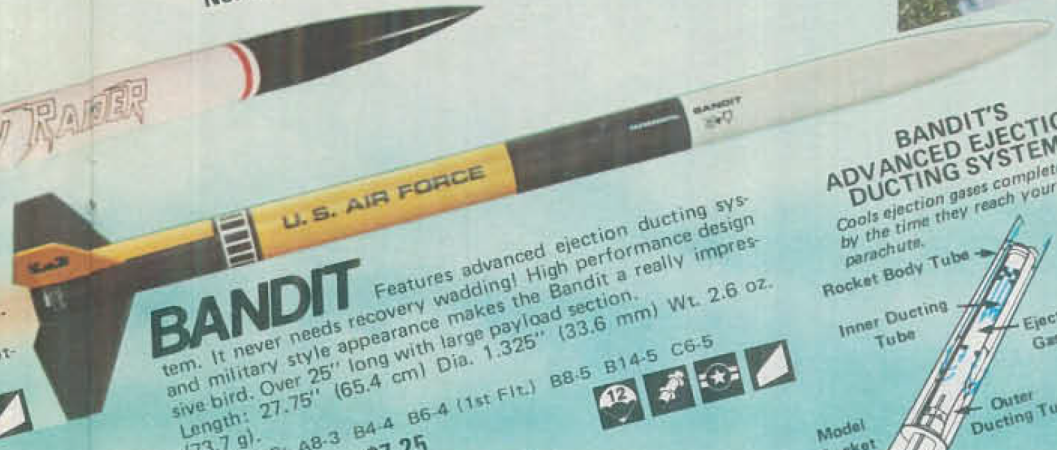 RAIDER
U.S. AIR FORCE
BANDIT
BANDIT Features advanced ejection ducting sys-
tem. It never needs recovery wadding! High performance design
and military style appearance makes the Bandit a really impres-
sive bird. Over 25" long with large payload section.
Length: 27.75" (65.4 cm) Dia. 1.325" (33.6 mm) Wt. 2.6 oz.
(73.7 g).
A8-3 B4-4 B6-4 (1st Flt.) B8-5 B14-5 C6-5
12
BANDIT'S
ADVANCED EJECTIO
DUCTING SYSTEM
Cools ejection gases complete
by the time they reach your
parachute.
Rocket Body Tube
Inner Ducting
Tube
Ejec
Ga
Outer
Ducting Tu
Model